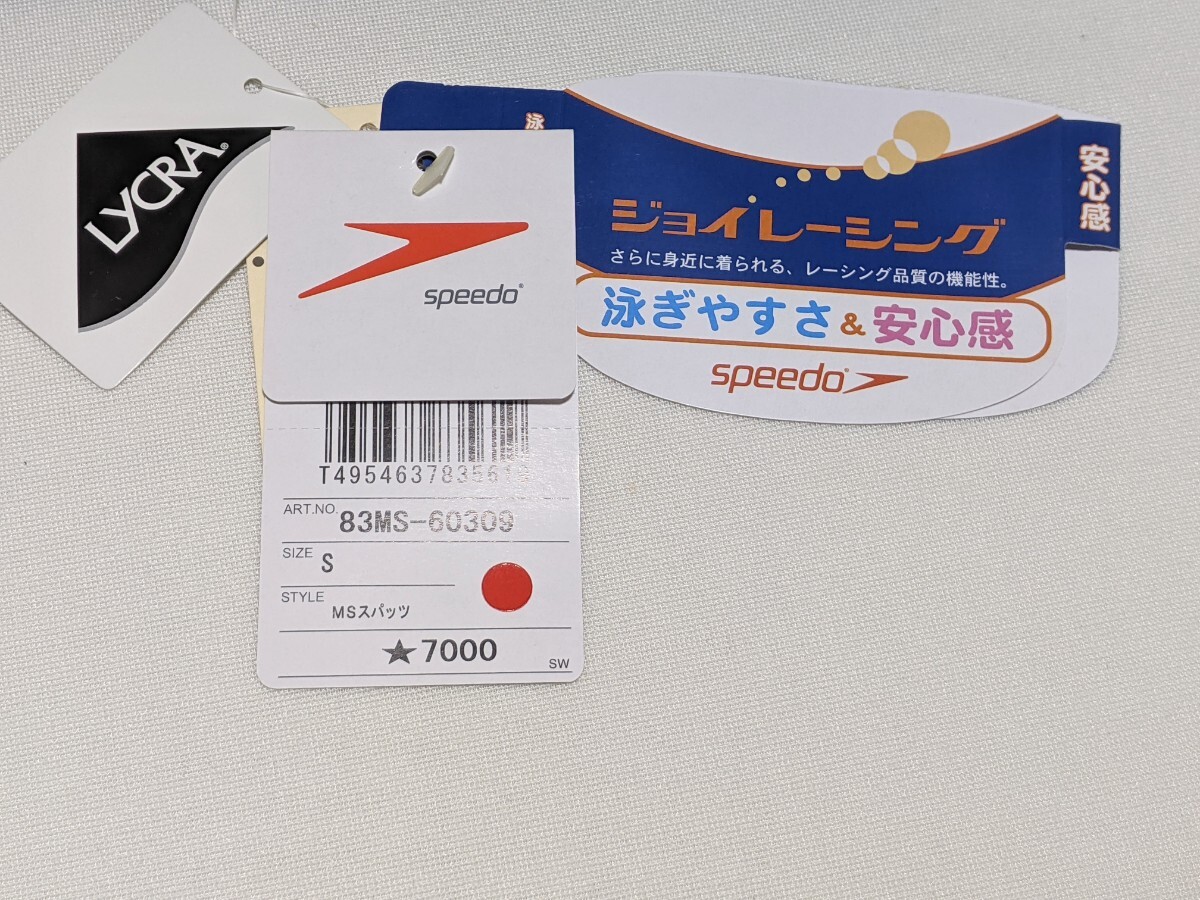 LYCRA®
speedo®
T49546378356
ART.NO. 83MS-60309
SIZE S
STYLE MSスパッツ
★7000
SW
泳
安心感
ジョイレーシング
さらに身近に着られる、レーシング品質の機能性。
泳ぎやすさ&安心感
speedo®